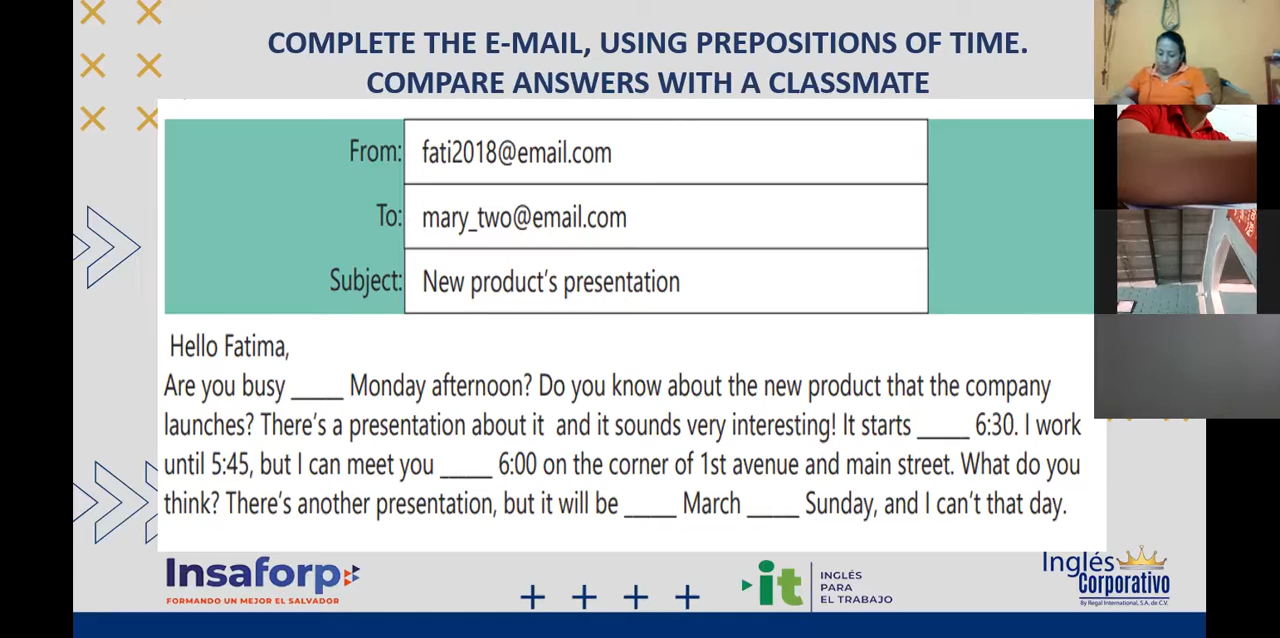 COMPLETE THE E-MAIL, USING PREPOSITIONS OF TIME.
COMPARE ANSWERS WITH A CLASSMATE
From: fati2018@email.com
To: mary_two@email.com
Subject: New product's presentation
Hello Fatima,
Are you busy _____ Monday afternoon? Do you know about the new product that the company
launches? There's a presentation about it and it sounds very interesting! It starts _____ 6:30. I work
until 5:45, but I can meet you _____ 6:00 on the corner of 1st avenue and main street. What do you
think? There's another presentation, but it will be _____ March _____ Sunday, and I can't that day.
Insaforp
FORMANDO UN MEJOR EL SALVADOR
it
INGLÉS
PARA
EL TRABAJO
Inglés
Corporativo
By Regal International, S.A. de C.V.